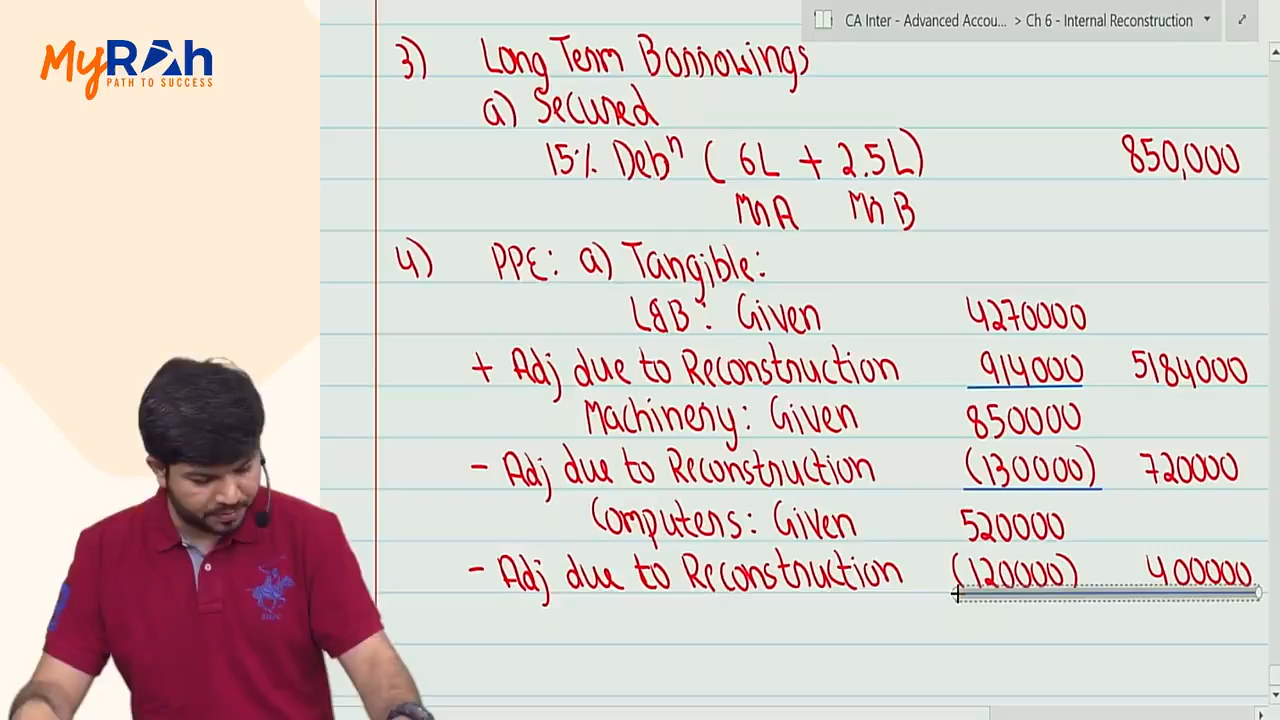 MyRAh
PATH TO SUCCESS
CA Inter - Advanced Accou... > Ch 6 - Internal Reconstruction
3) Long Term Borrowings
a) Secured
15% Debⁿ ( 6L + 2.5L) 850,000
Mr A Mr B
4) PPE: a) Tangible:
L&B: Given 4270000
+ Adj due to Reconstruction 914000 5184000
Machinery: Given 850000
- Adj due to Reconstruction (130000) 720000
Computers: Given 520000
- Adj due to Reconstruction (120000) 400000